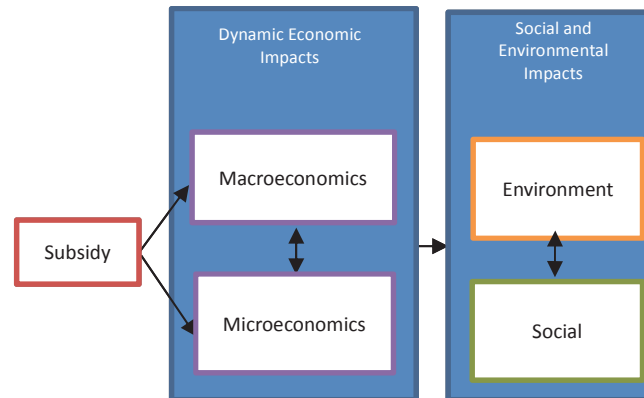 Dynamic Economic
Impacts
Social and
Environmental
Impacts
Macroeconomics
Environment
Subsidy
Microeconomics
Social